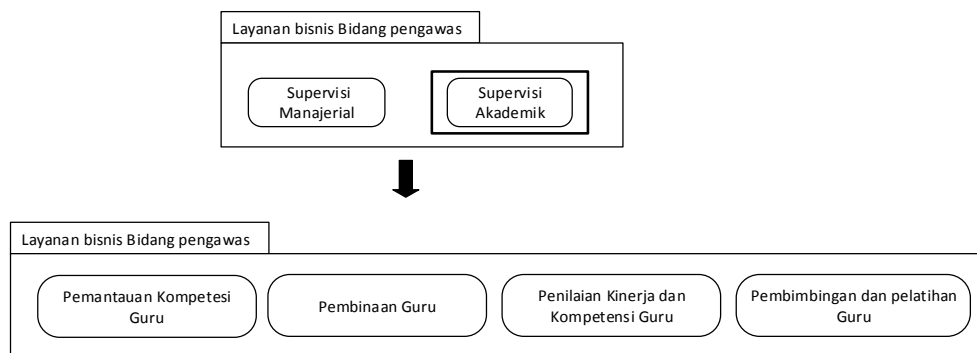 Layanan bisnis Bidang pengawas
Supervisi
Manajerial
Supervisi
Akademik
Layanan bisnis Bidang pengawas
Pemantauan Kompetesi
Guru
Pembinaan Guru
Penilaian Kinerja dan
Kompetensi Guru
Pembimbingan dan pelatihan
Guru